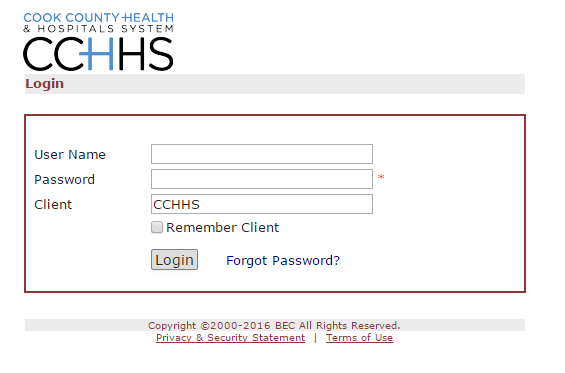 COOK COUNTY HEALTH
& HOSPITALS SYSTEM
CCHHS
Login
User Name
Password *
Client CCHHS
Remember Client
Login Forgot Password?
Copyright ©2000-2016 BEC All Rights Reserved.
Privacy & Security Statement | Terms of Use